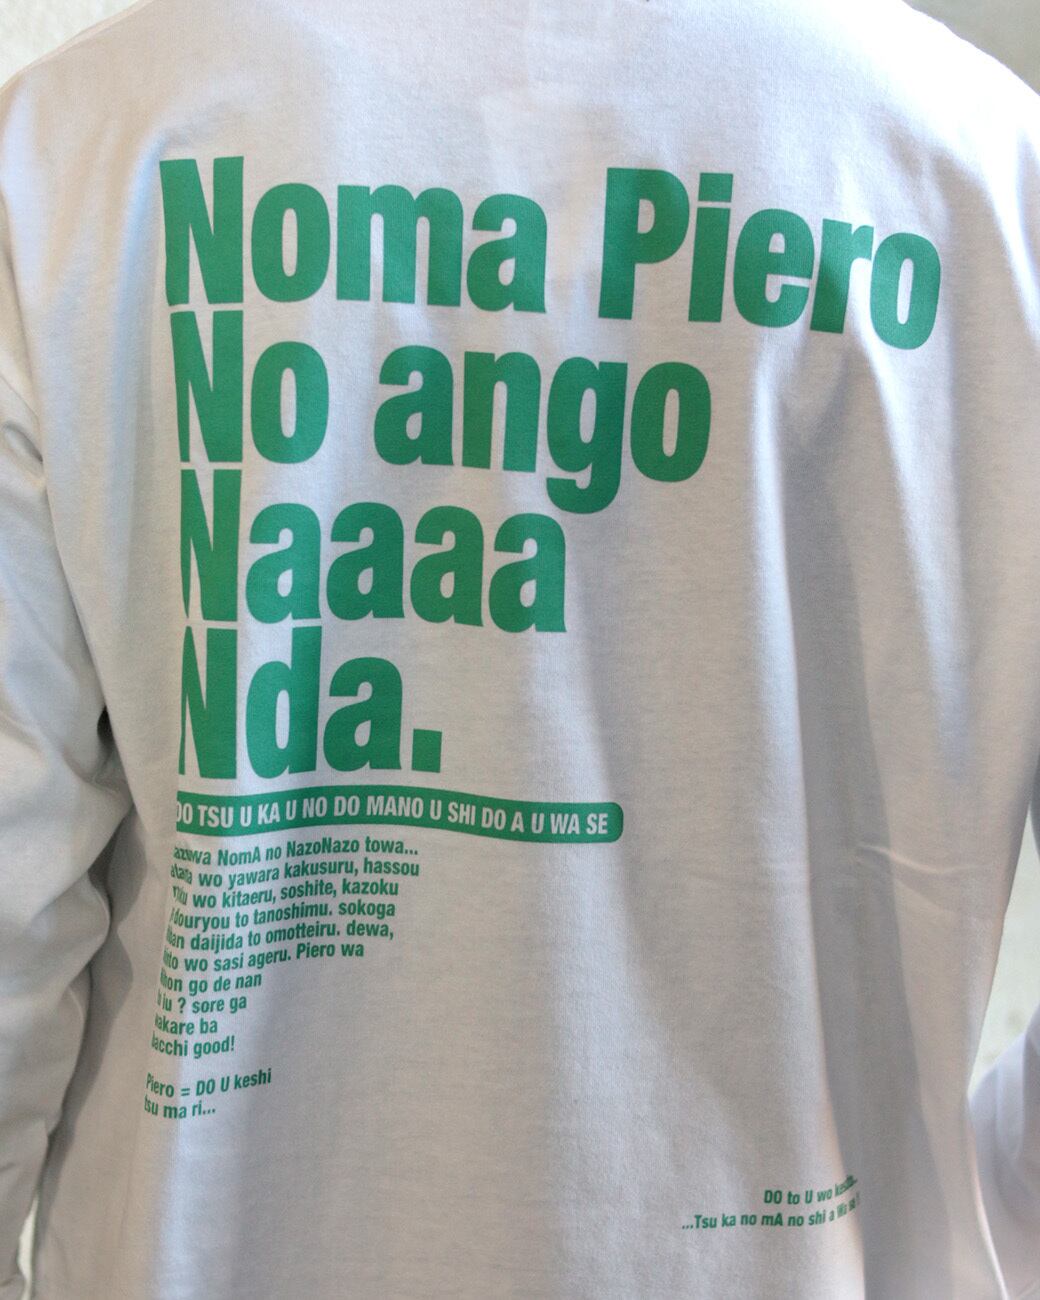 Noma Piero
No ango
Naaaa
Nda.
DO TSU U KA U NO DO MANO U SHI DO A U WA SE
NomA no NazoNazo towa...
wo yawara kakusuru, hassou
wo kitaeru, soshite, kazoku
douryou to tanoshimu. sokoga
daijida to omotteiru. dewa,
wo sasi ageru. Piero wa
go de nan
iu ? sore ga
ba
good!
Piero = DO U keshi
tsu ma ri...
DO to U wo
...Tsu ka no mA no shi a